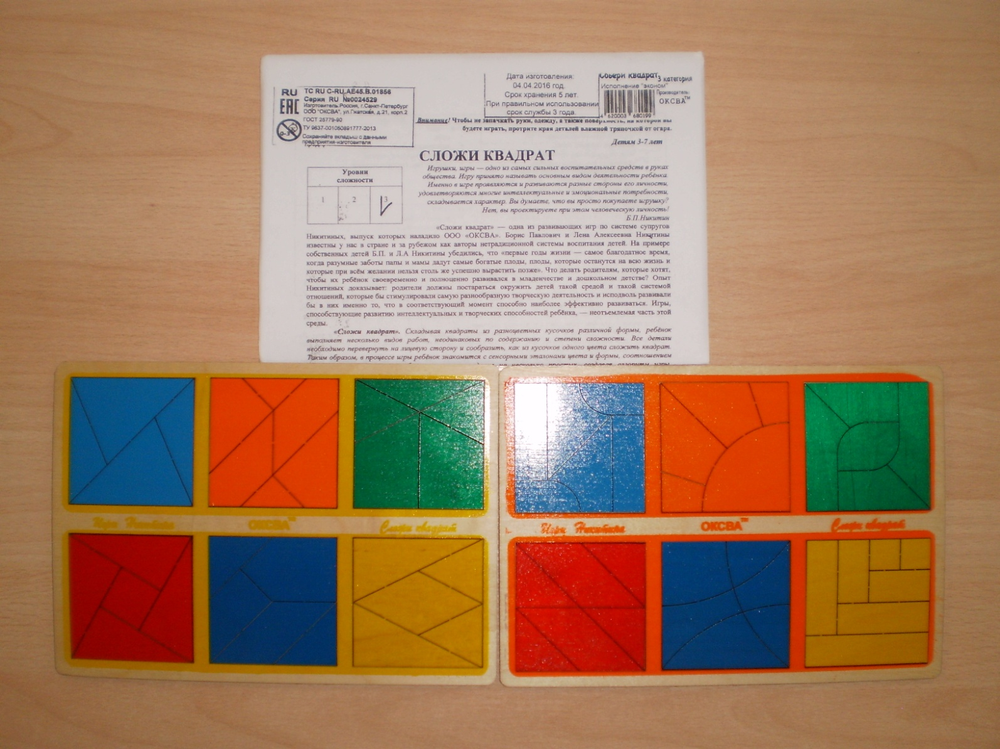 RU
ТС RU C-RU.АЕ45.В.01856
Серия RU №0024529
ЕАС
Изготовитель:Россия, г.Санкт-Петербург
ООО "ОКСВА", ул.Гжатская, д.21, корп.2
ГОСТ 25779-90
0-3
ТУ 9637-001050891777-2013
Сохраняйте вкладыш с данными
предприятия-изготовителя
Дата изготовления:
04.04.2016 год.
Срок хранения 5 лет.
При правильном использовании
срок службы 3 года.
Собери квадрат, 3 категория
Исполнение "эконом"
Производитель:
ОКСВА™
4 620003 680199
Внимание! Чтобы не запачкать руки, одежду, а также поверхность, на которой вы
будете играть, протрите края деталей влажной тряпочкой от огара.
Детям 3-7 лет
СЛОЖИ КВАДРАТ
Уровни
сложности
1 2 3
Игрушки, игры — одно из самых сильных воспитательных средств в руках
общества. Игру принято называть основным видом деятельности ребёнка.
Именно в игре проявляются и развиваются разные стороны его личности,
удовлетворяются многие интеллектуальные и эмоциональные потребности,
складывается характер. Вы думаете, что вы просто покупаете игрушку?
Нет, вы проектируете при этом человеческую личность!
Б.П.Никитин
«Сложи квадрат» — одна из развивающих игр по системе супругов
Никитиных, выпуск которых наладило ООО «ОКСВА». Борис Павлович и Лена Алексеевна Никитины
известны у нас в стране и за рубежом как авторы нетрадиционной системы воспитания детей. На примере
собственных детей Б.П. и Л.А Никитины убедились, что «первые годы жизни — самое благодатное время,
когда разумные заботы папы и мамы дадут самые богатые плоды, плоды, которые останутся на всю жизнь и
которые при всём желании нельзя столь же успешно вырастить позже». Что делать родителям, которые хотят,
чтобы их ребёнок своевременно и полноценно развивался в младенчестве и дошкольном детстве? Опыт
Никитиных доказывает: родители должны постараться окружить детей такой средой и такой системой
отношений, которые бы стимулировали самую разнообразную творческую деятельность и исподволь развивали
бы в них именно то, что в соответствующий момент способно наиболее эффективно развиваться. Игры,
способствующие развитию интеллектуальных и творческих способностей ребёнка, — неотъемлемая часть этой
среды.
«Сложи квадрат». Складывая квадраты из разноцветных кусочков различной формы, ребёнок
выполняет несколько видов работ, неодинаковых по содержанию и степени сложности. Все детали
необходимо перевернуть на лицевую сторону и сообразить, как из кусочков одного цвета сложить квадрат.
Таким образом, в процессе игры ребёнок знакомится с сенсорными эталонами цвета и формы, соотношением
на несколько простых, создавая алгоритм игры,
Игры Никитина ОКСВА™ Сложи квадрат
Игры Никитина ОКСВА™ Сложи квадрат